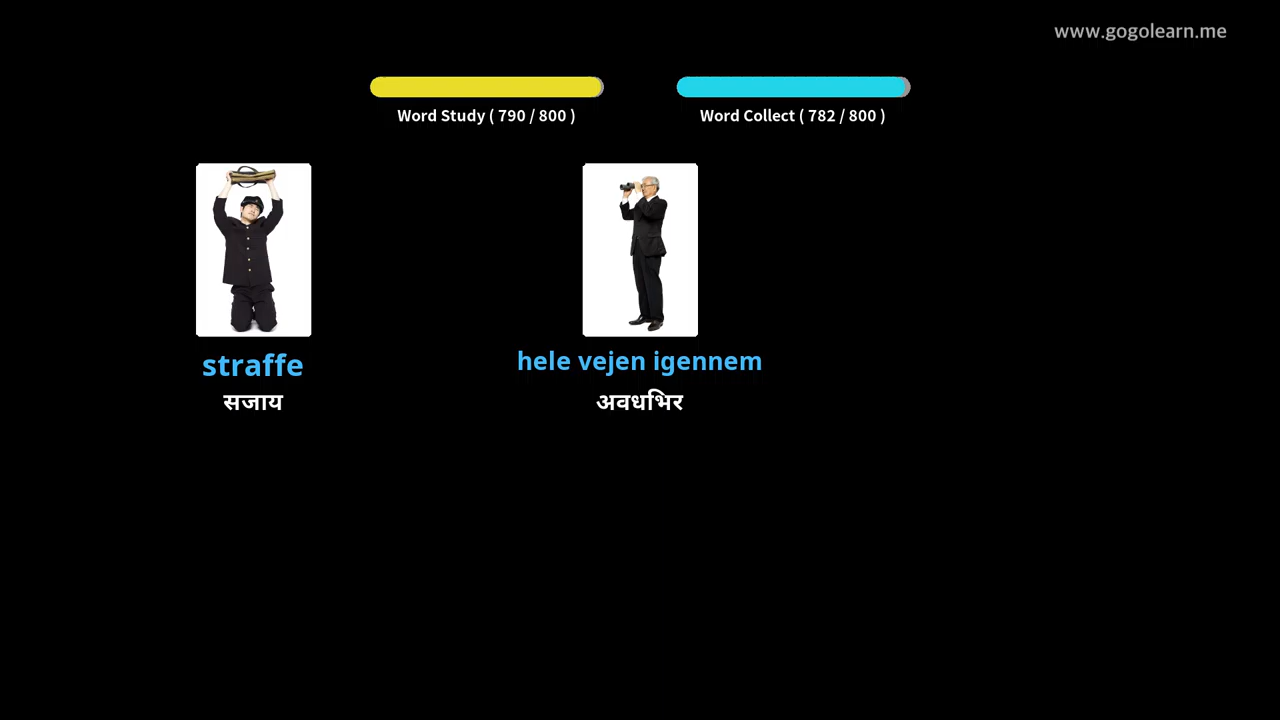 www.gogolearn.me
Word Study ( 790 / 800 )
Word Collect ( 782 / 800 )
straffe
hele vejen igennem
सजाय
अवधभिर